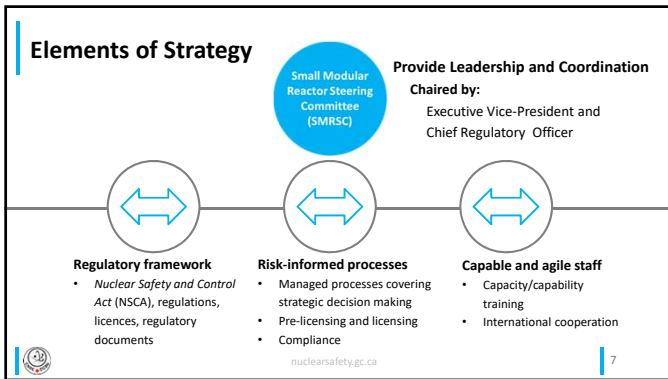 Elements of Strategy
Small Modular
Reactor Steering
Committee
(SMRSC)
Provide Leadership and Coordination
Chaired by:
Executive Vice-President and
Chief Regulatory Officer
Regulatory framework
• Nuclear Safety and Control
Act (NSCA), regulations,
licences, regulatory
documents
Risk-informed processes
• Managed processes covering
strategic decision making
• Pre-licensing and licensing
• Compliance
Capable and agile staff
• Capacity/capability
training
• International cooperation
nuclearsafety.gc.ca
7